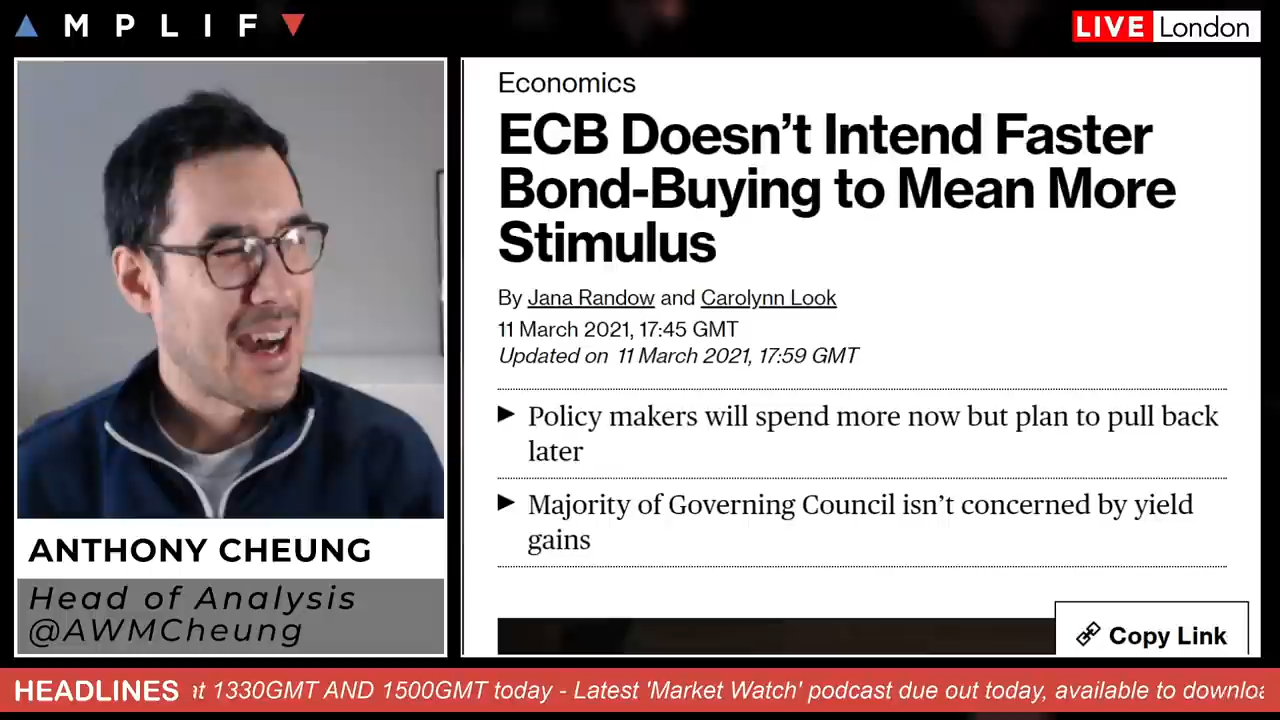 AMPLIFY
LIVE London
Economics
ECB Doesn’t Intend Faster
Bond-Buying to Mean More
Stimulus
By Jana Randow and Carolynn Look
11 March 2021, 17:45 GMT
Updated on 11 March 2021, 17:59 GMT
Policy makers will spend more now but plan to pull back
later
Majority of Governing Council isn’t concerned by yield
gains
Copy Link
ANTHONY CHEUNG
Head of Analysis
@AWMCheung
HEADLINES at 1330GMT AND 1500GMT today - Latest 'Market Watch' podcast due out today, available to